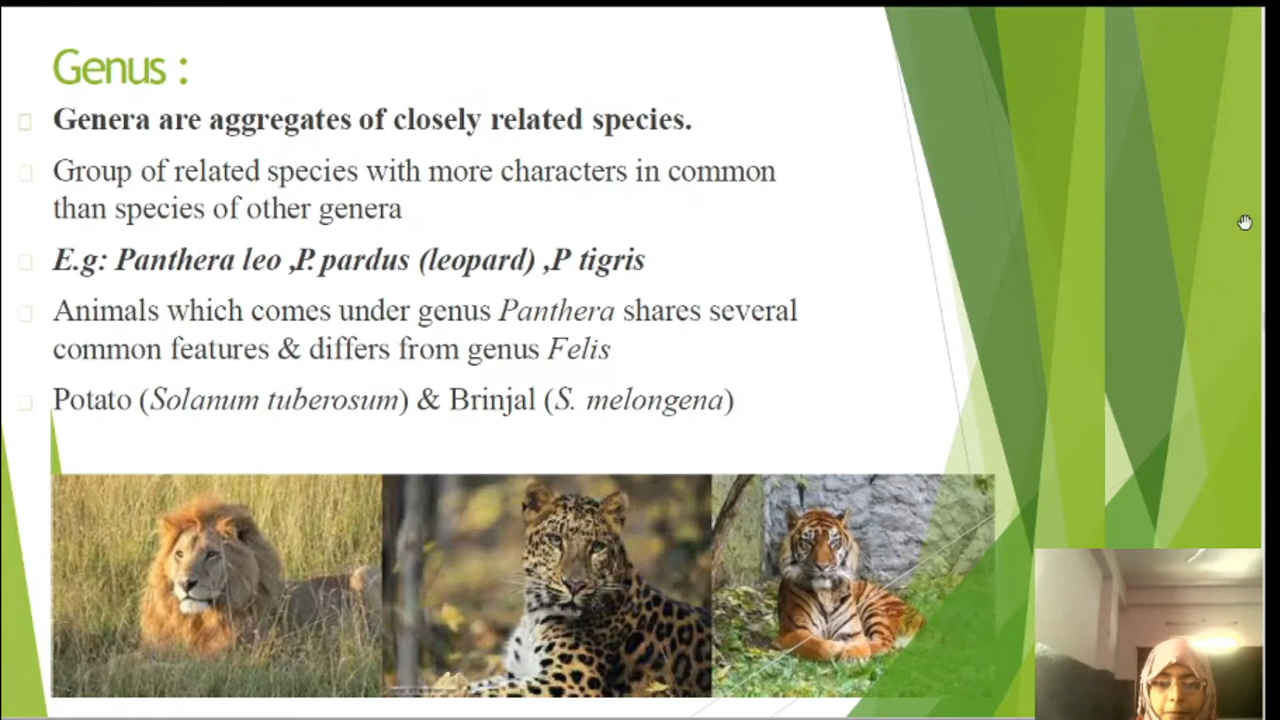 Genus :
Genera are aggregates of closely related species.
Group of related species with more characters in common
than species of other genera
E.g: Panthera leo ,P. pardus (leopard) ,P tigris
Animals which comes under genus Panthera shares several
common features & differs from genus Felis
Potato (Solanum tuberosum) & Brinjal (S. melongena)